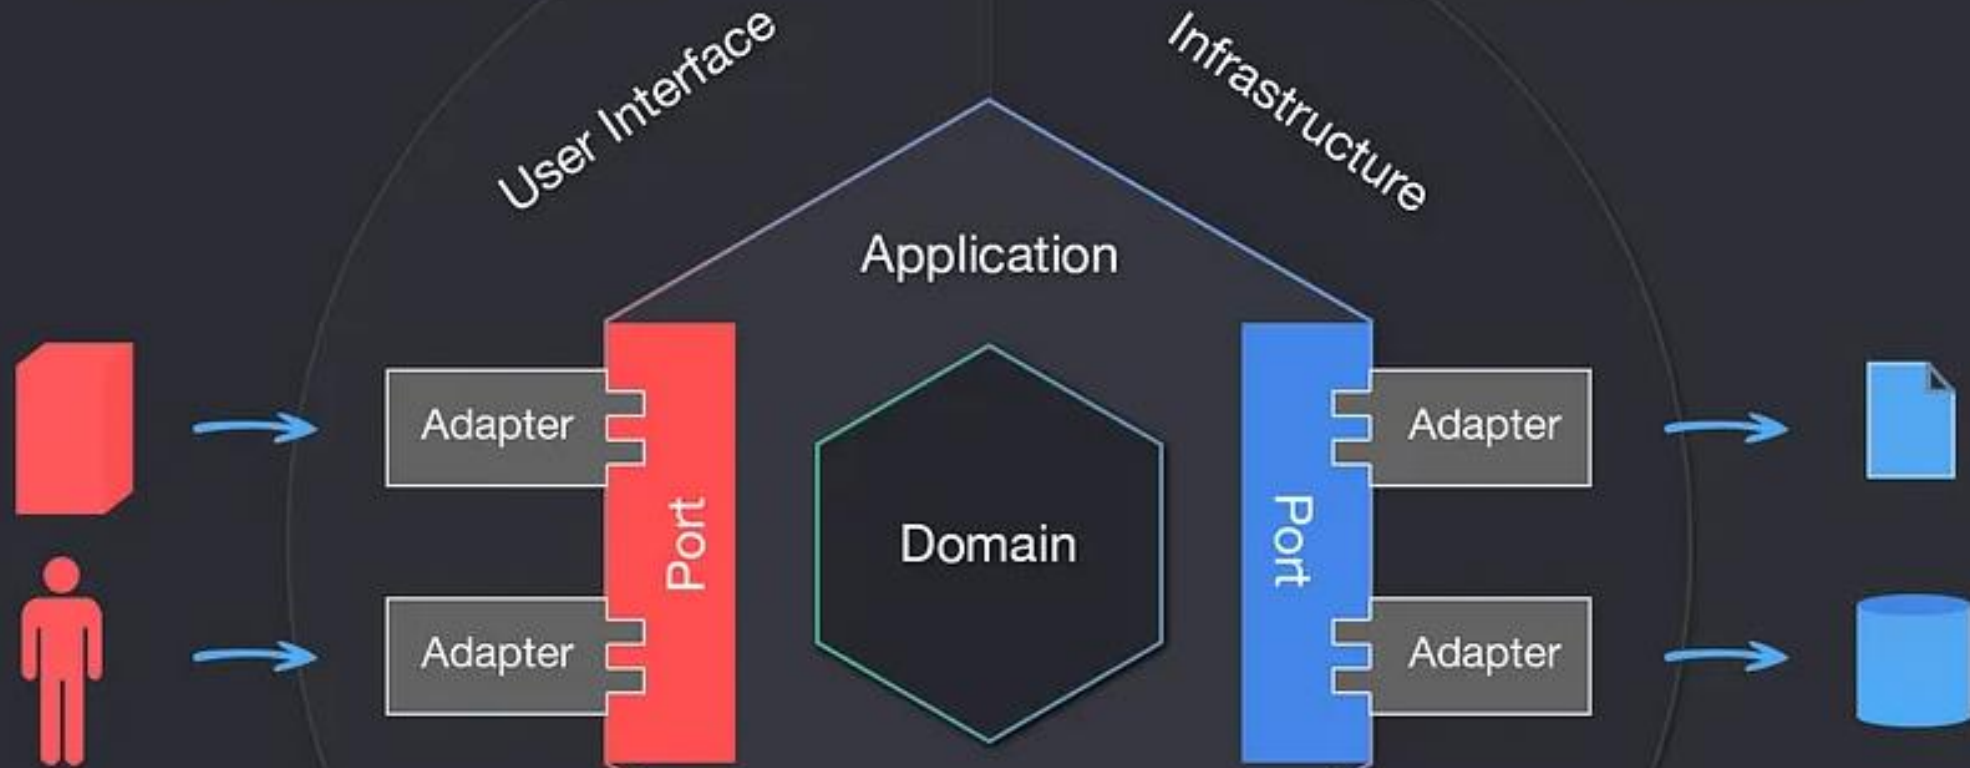 User Interface
Infrastructure
Application
Adapter
Adapter
Port
Domain
Port
Adapter
Adapter